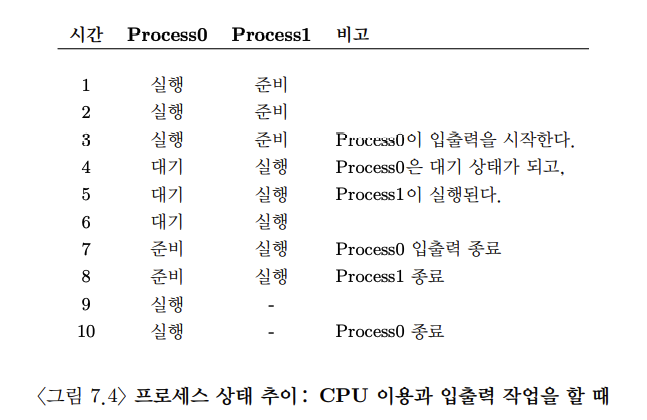 시간 Process0 Process1 비고
1 실행 준비
2 실행 준비
3 실행 준비 Process0이 입출력을 시작한다.
4 대기 실행 Process0은 대기 상태가 되고,
5 대기 실행 Process1이 실행된다.
6 대기 실행
7 준비 실행 Process0 입출력 종료
8 준비 실행 Process1 종료
9 실행 -
10 실행 - Process0 종료
〈그림 7.4〉 프로세스 상태 추이: CPU 이용과 입출력 작업을 할 때